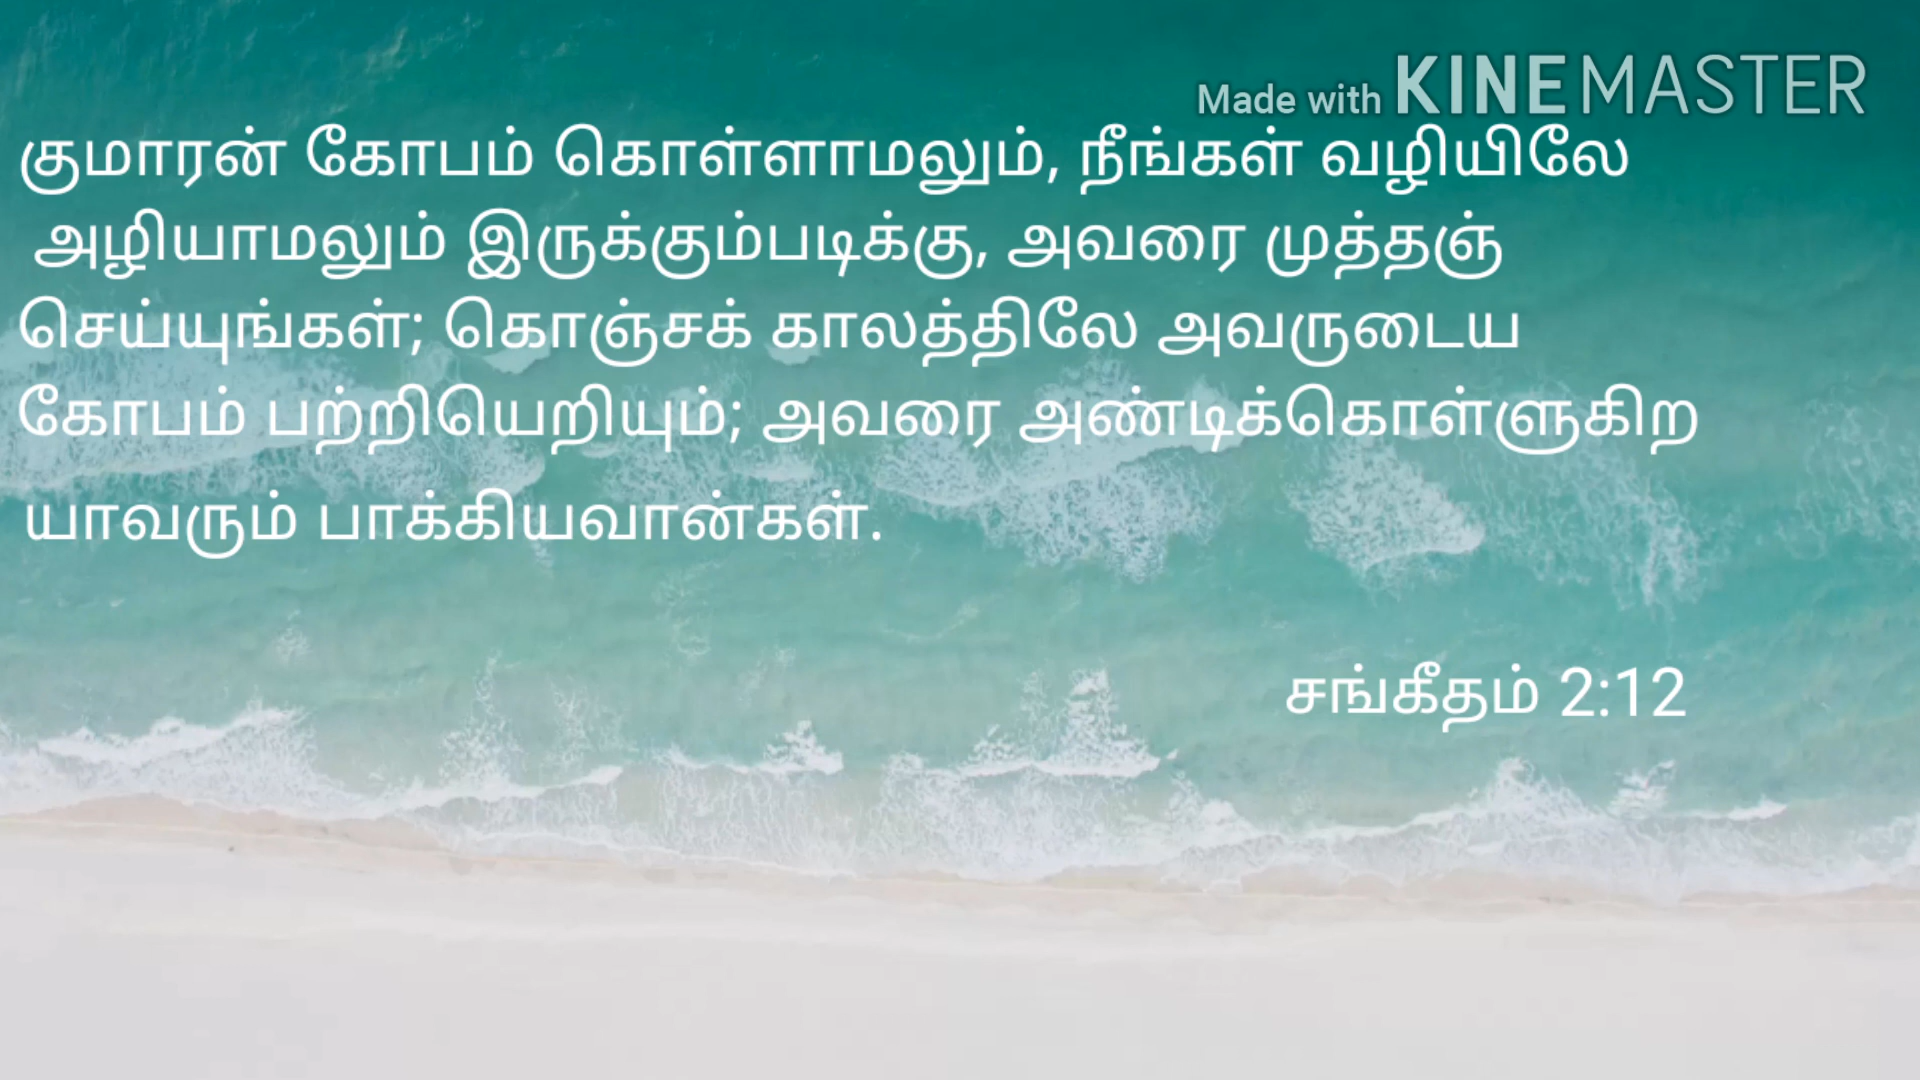 Made with KINEMASTER
குமாரன் கோபம் கொள்ளாமலும், நீங்கள் வழியிலே
அழியாமலும் இருக்கும்படிக்கு, அவரை முத்தஞ்
செய்யுங்கள்; கொஞ்சக் காலத்திலே அவருடைய
கோபம் பற்றியெறியும்; அவரை அண்டிக்கொள்ளுகிற
யாவரும் பாக்கியவான்கள்.
சங்கீதம் 2:12